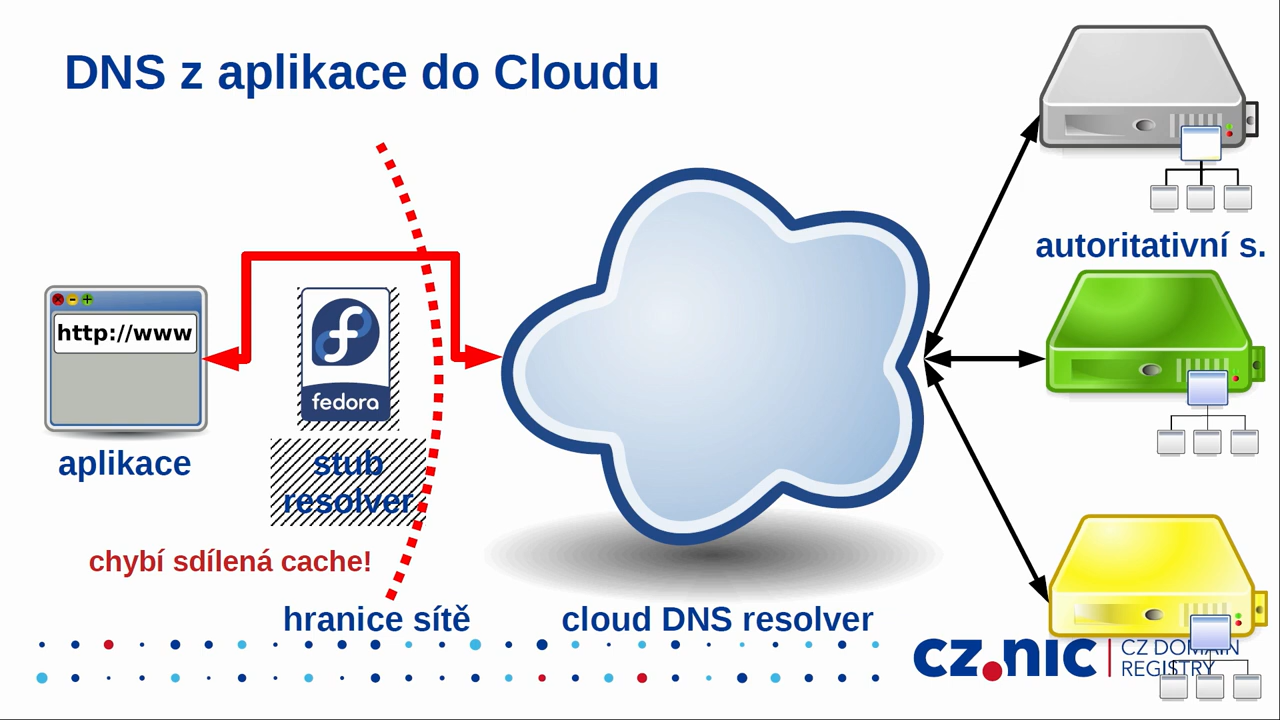 DNS z aplikace do Cloudu
autoritativní s.
http://www
fedora
aplikace
stub
resolver
chybí sdílená cache!
hranice sítě
cloud DNS resolver
CZ.NIC
CZ DOMAIN
REGISTRY